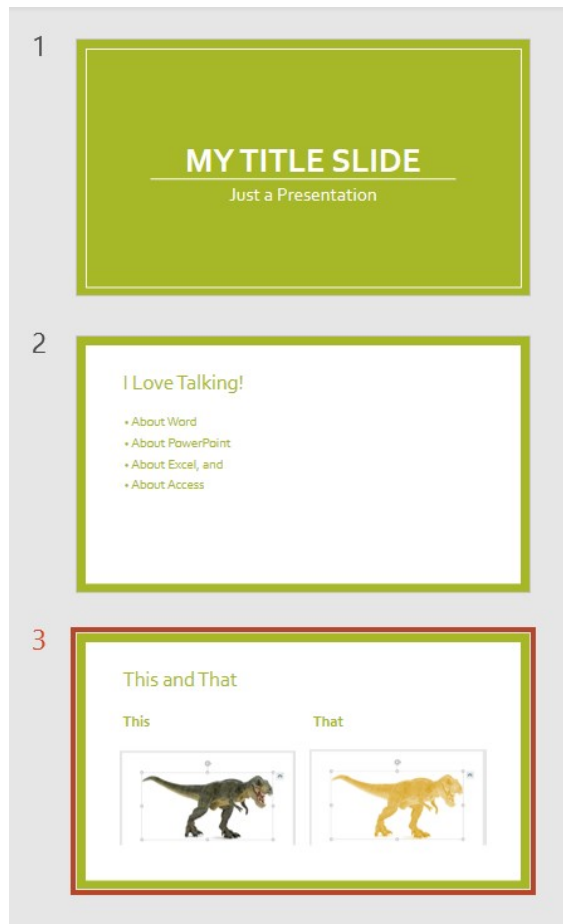 1
MY TITLE SLIDE
Just a Presentation
2
I Love Talking!
• About Word
• About PowerPoint
• About Excel, and
• About Access
3
This and That
This That